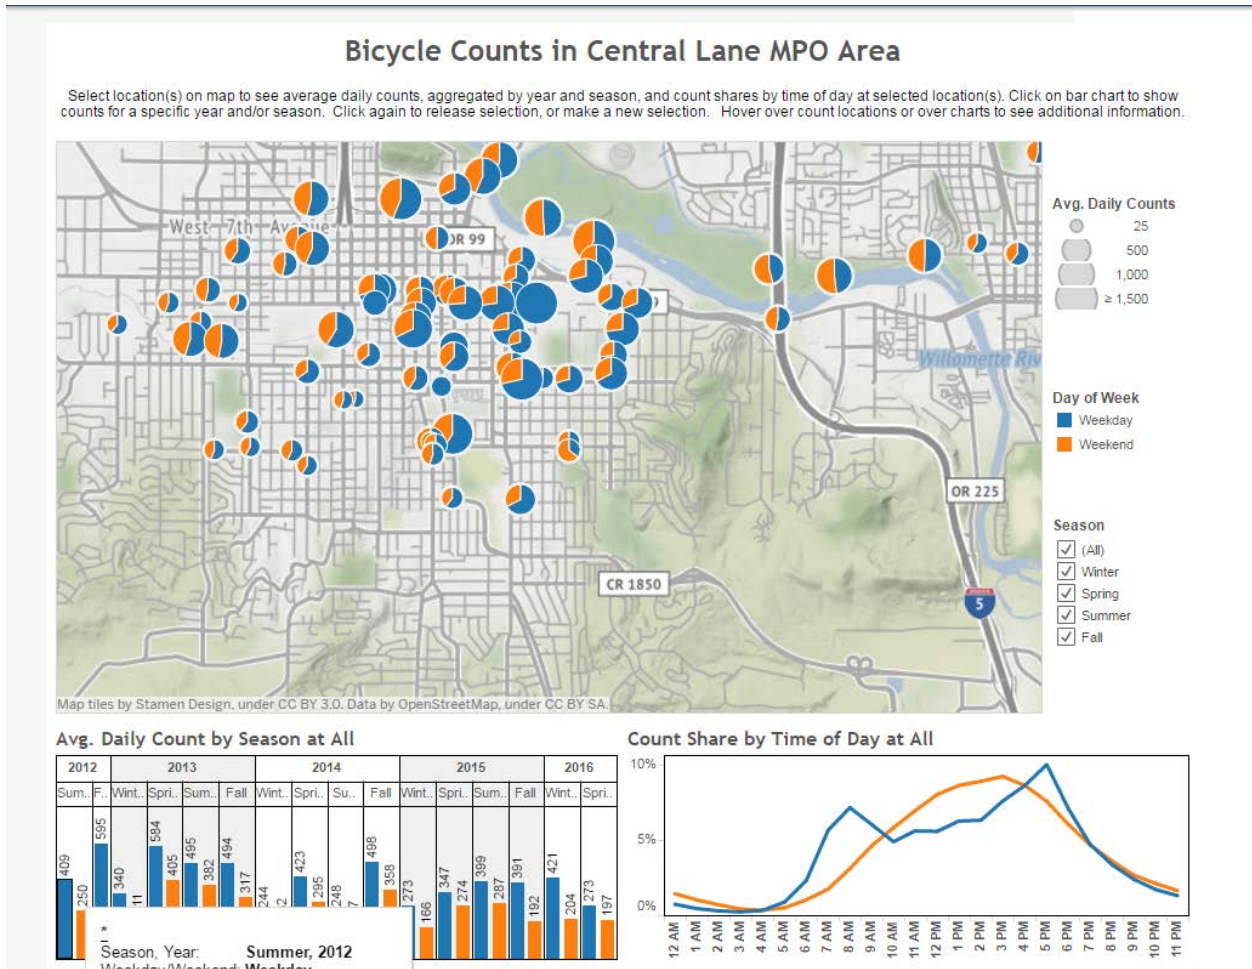 Bicycle Counts in Central Lane MPO Area
Select location(s) on map to see average daily counts, aggregated by year and season, and count shares by time of day at selected location(s). Click on bar chart to show
counts for a specific year and/or season. Click again to release selection, or make a new selection. Hover over count locations or over charts to see additional information.
West 7th Avenue
OR 99
Willamette Riv
OR 225
CR 1850
5
Map tiles by Stamen Design, under CC BY 3.0. Data by OpenStreetMap, under CC BY SA.
Avg. Daily Counts
25
500
1,000
≥ 1,500
Day of Week
Weekday
Weekend
Season
(All)
Winter
Spring
Summer
Fall
Avg. Daily Count by Season at All
2012 2013 2014 2015 2016
Sum.. F.. Wint.. Spri.. Sum.. Fall Wint.. Spri.. Su.. Fall Wint.. Spri.. Sum.. Fall Wint.. Spri..
409 250 595 340 11 584 405 495 382 494 317 244 423 295 248 498 358 273 166 347 274 399 287 391 192 421 204 273 197
*
Season, Year: Summer, 2012
Weekday/Weekend: Weekday
Count Share by Time of Day at All
10%
5%
0%
12 AM 1 AM 2 AM 3 AM 4 AM 5 AM 6 AM 7 AM 8 AM 9 AM 10 AM 11 AM 12 PM 1 PM 2 PM 3 PM 4 PM 5 PM 6 PM 7 PM 8 PM 9 PM 10 PM 11 PM